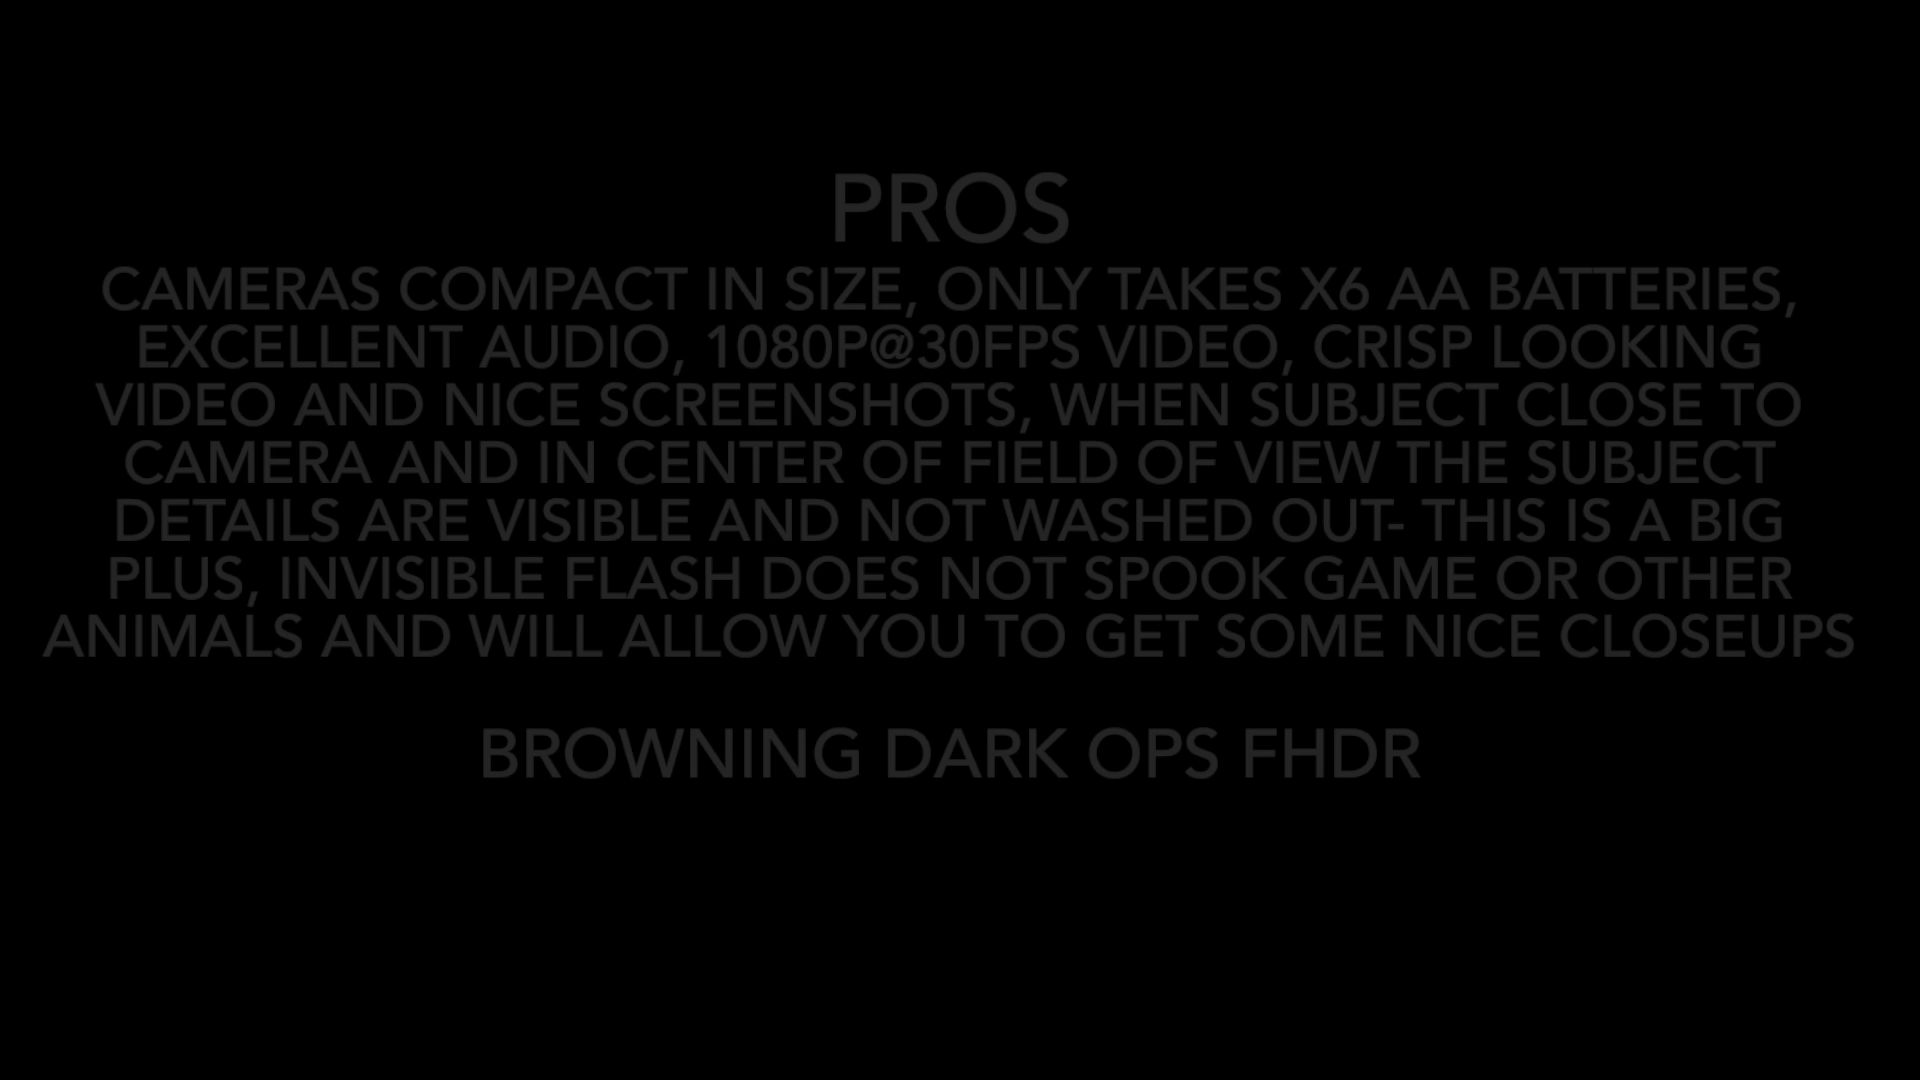 PROS
CAMERAS COMPACT IN SIZE, ONLY TAKES X6 AA BATTERIES,
EXCELLENT AUDIO, 1080P@30FPS VIDEO, CRISP LOOKING
VIDEO AND NICE SCREENSHOTS, WHEN SUBJECT CLOSE TO
CAMERA AND IN CENTER OF FIELD OF VIEW THE SUBJECT
DETAILS ARE VISIBLE AND NOT WASHED OUT- THIS IS A BIG
PLUS, INVISIBLE FLASH DOES NOT SPOOK GAME OR OTHER
ANIMALS AND WILL ALLOW YOU TO GET SOME NICE CLOSEUPS
BROWNING DARK OPS FHDR